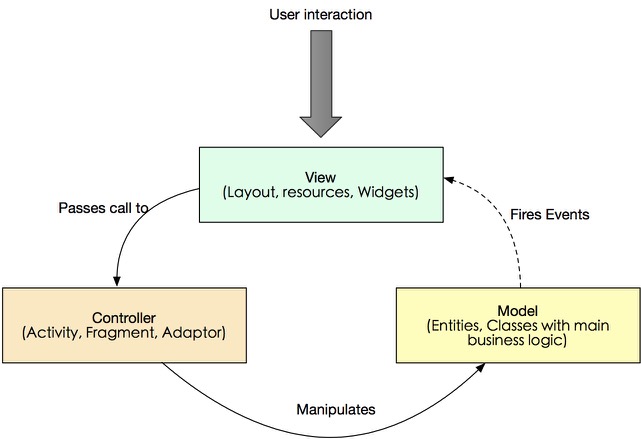 User interaction
View
(Layout, resources, Widgets)
Passes call to
Fires Events
Controller
(Activity, Fragment, Adaptor)
Model
(Entities, Classes with main
business logic)
Manipulates